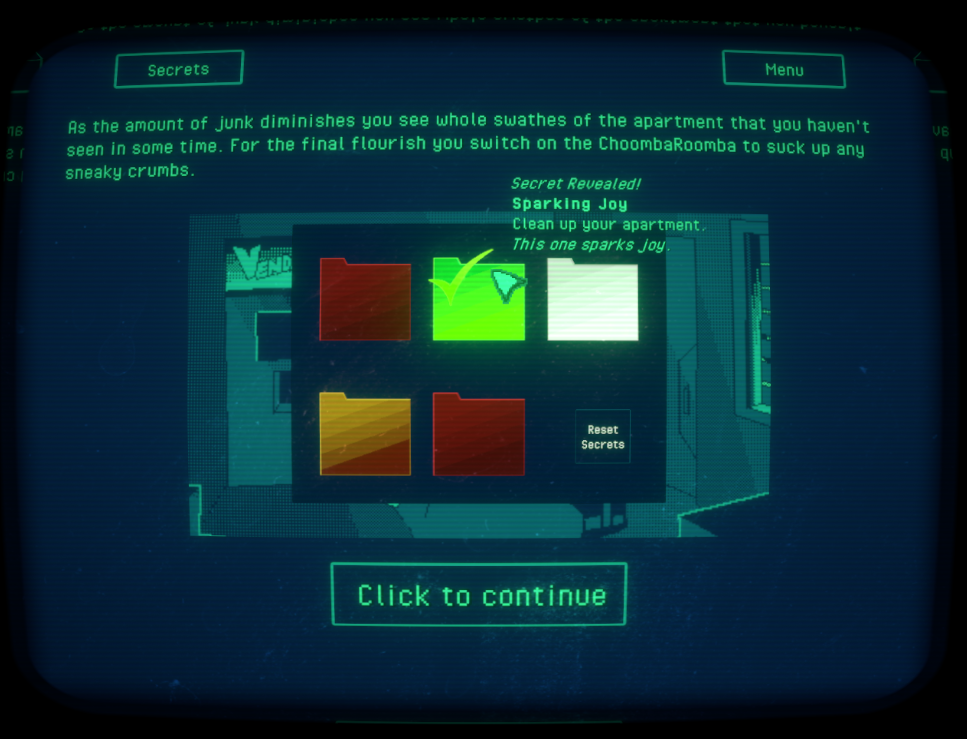 Secrets
Menu
As the amount of junk diminishes you see whole swathes of the apartment that you haven't
seen in some time. For the final flourish you switch on the ChoombaRoomba to suck up any
sneaky crumbs.
Secret Revealed!
Sparking Joy
Clean up your apartment.
This one sparks joy.
Reset
Secrets
Click to continue